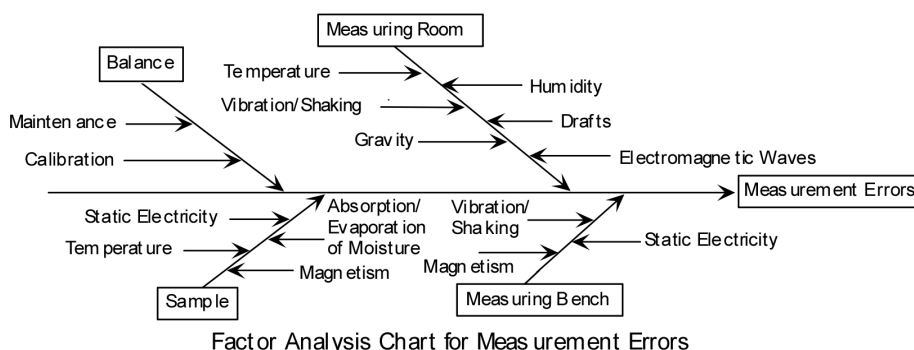 Measuring Room
Balance
Temperature
Humidity
Vibration/Shaking
Maintenance
Drafts
Gravity
Calibration
Electromagnetic Waves
Measurement Errors
Static Electricity
Absorption/
Evaporation
of Moisture
Vibration/
Shaking
Temperature
Static Electricity
Magnetism
Magnetism
Sample
Measuring Bench
Factor Analysis Chart for Measurement Errors